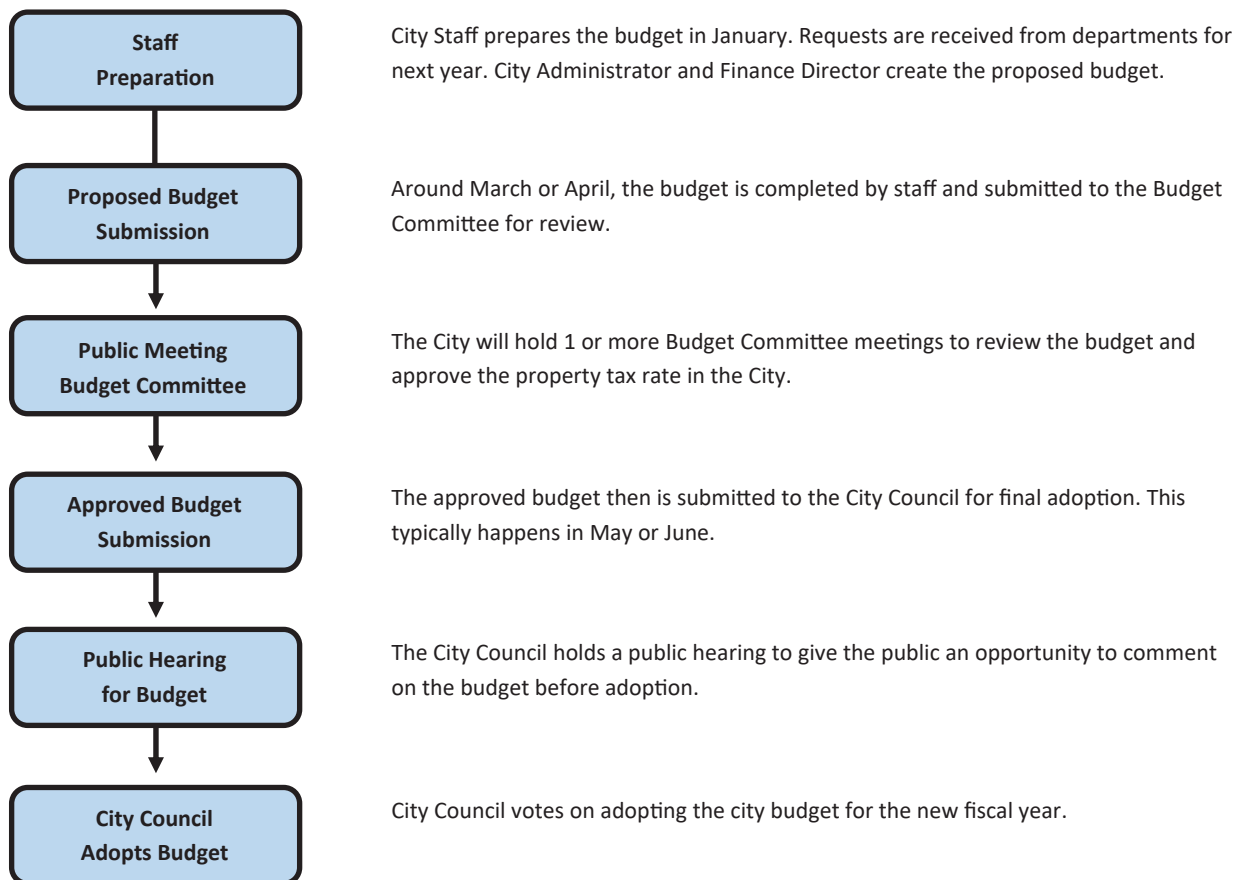 Staff
Preparation
City Staff prepares the budget in January. Requests are received from departments for
next year. City Administrator and Finance Director create the proposed budget.
Proposed Budget
Submission
Around March or April, the budget is completed by staff and submitted to the Budget
Committee for review.
Public Meeting
Budget Committee
The City will hold 1 or more Budget Committee meetings to review the budget and
approve the property tax rate in the City.
Approved Budget
Submission
The approved budget then is submitted to the City Council for final adoption. This
typically happens in May or June.
Public Hearing
for Budget
The City Council holds a public hearing to give the public an opportunity to comment
on the budget before adoption.
City Council
Adopts Budget
City Council votes on adopting the city budget for the new fiscal year.